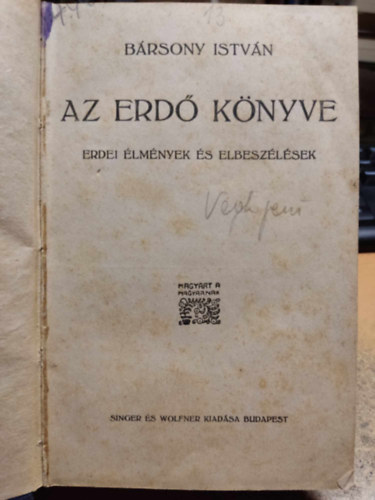 BÁRSONY ISTVÁN
AZ ERDŐ KÖNYVE
ERDEI ÉLMÉNYEK ÉS ELBESZÉLÉSEK
MAGYART A
MAGYARNAK
SINGER ÉS WOLFNER KIADÁSA BUDAPEST